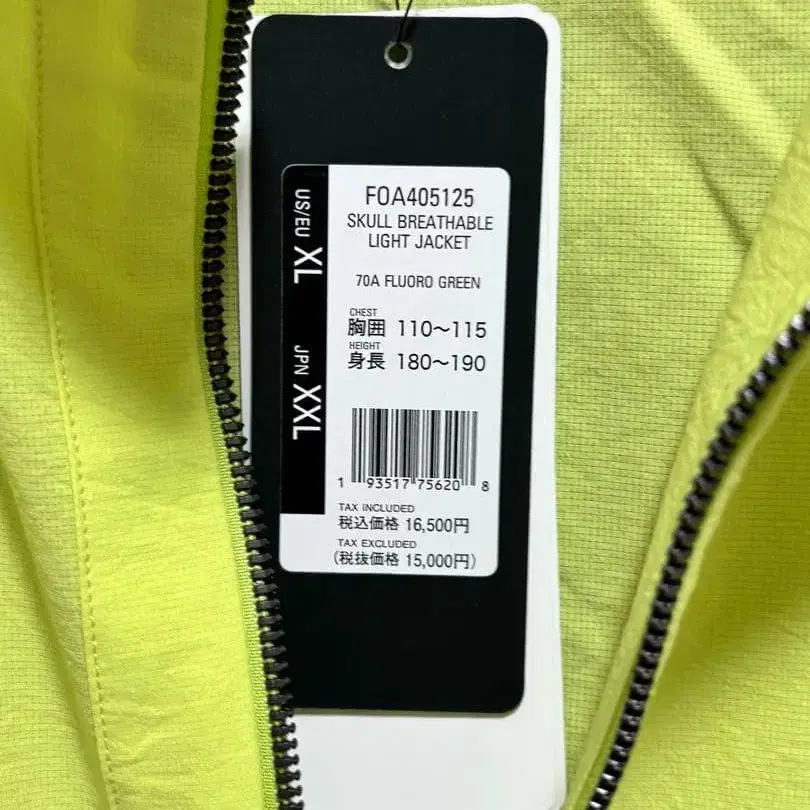 US/EU XL
JPN XXL
FOA405125
SKULL BREATHABLE
LIGHT JACKET
70A FLUORO GREEN
CHEST
胸囲 110〜115
HEIGHT
身長 180〜190
1 93517 75620 8
TAX INCLUDED
税込価格 16,500円
TAX EXCLUDED
(税抜価格 15,000円)